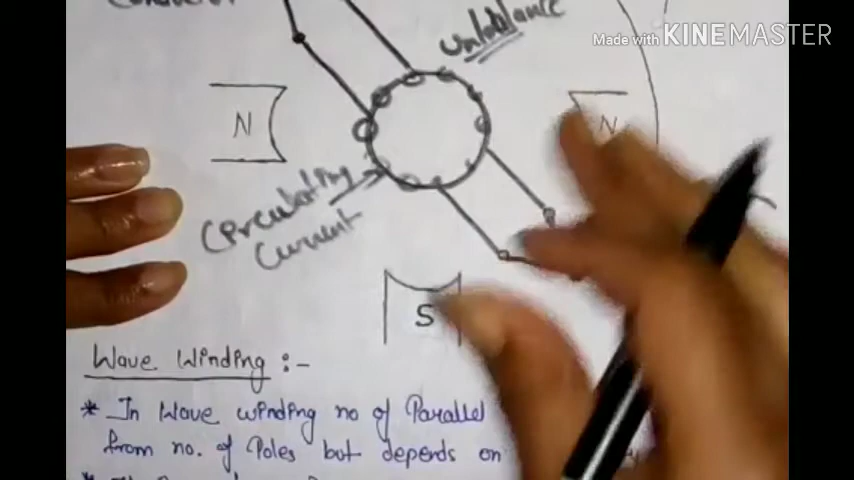 unbalance
Made with KINEMASTER
N
N
Circulating
Current
S
Wave Winding :-
* In Wave winding no of Parallel
from no. of Poles but depends on